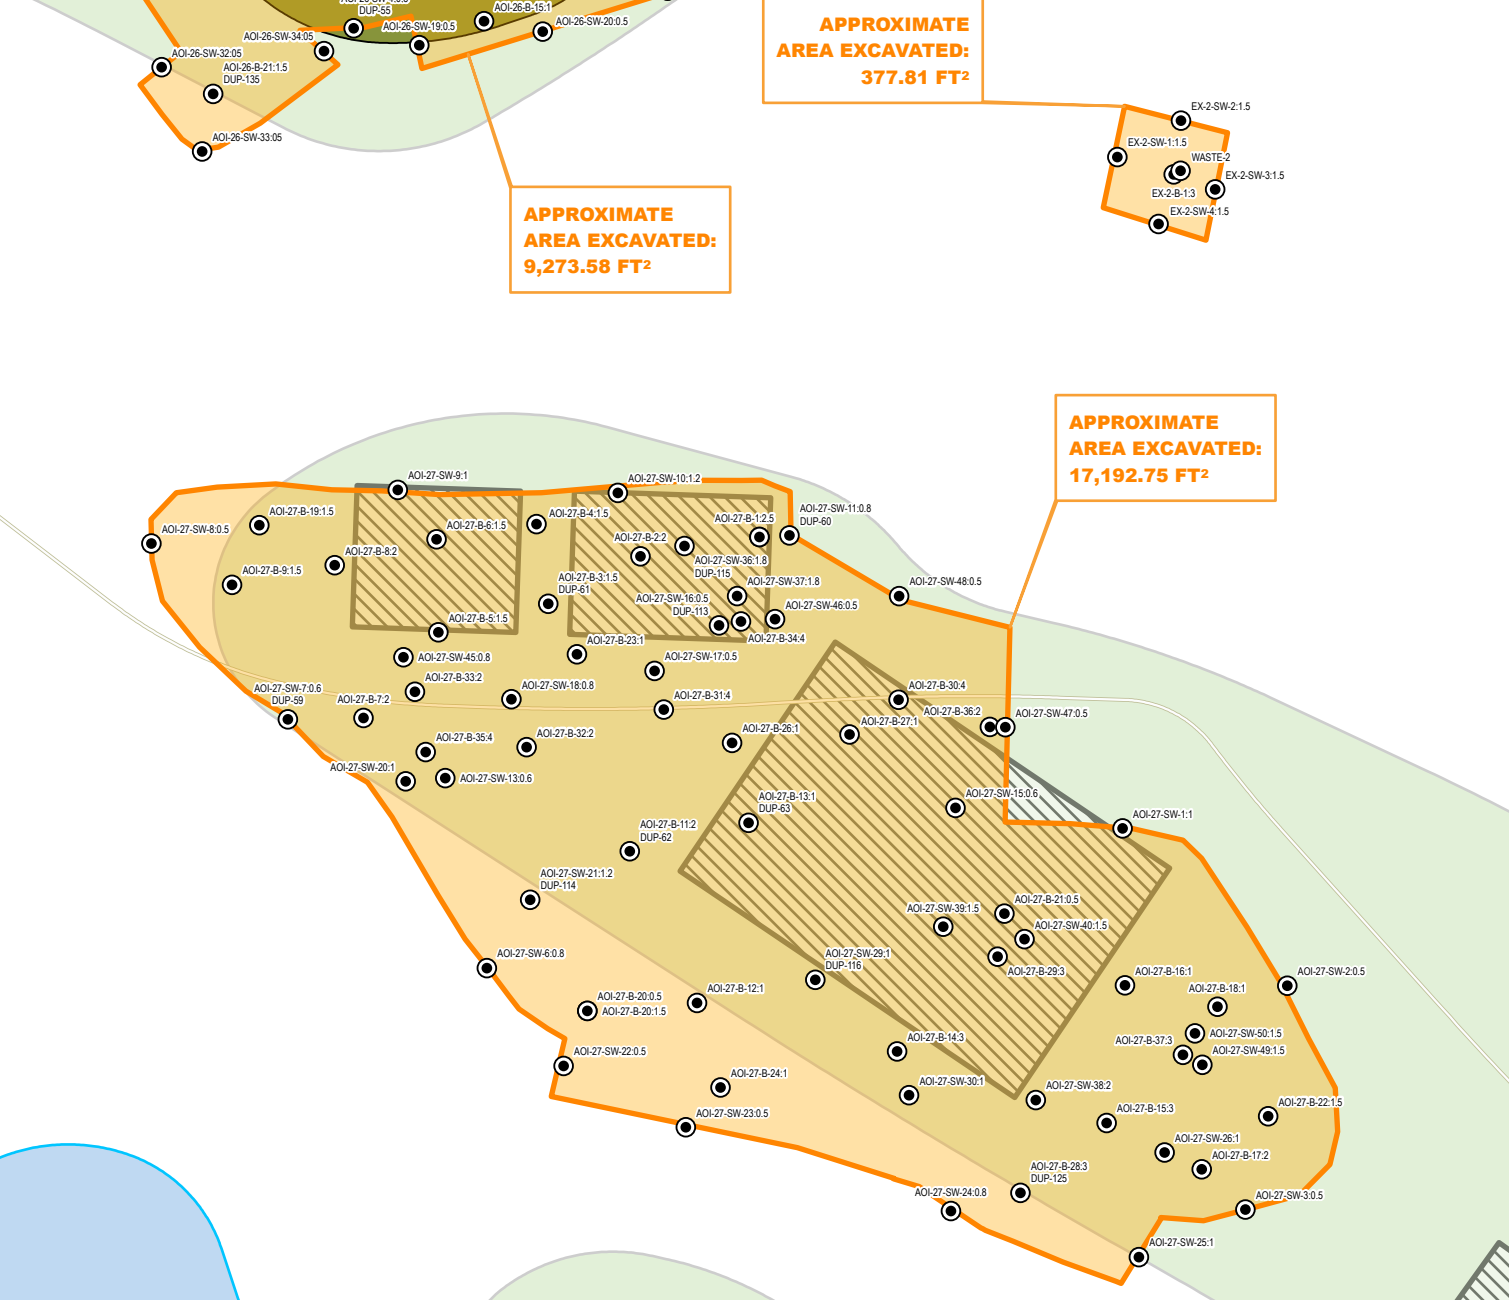 DUP-55
AOI-26-B-15:1
AOI-26-SW-19:0.5
AOI-26-SW-20:0.5
AOI-26-SW-34:05
AOI-26-SW-32:05
AOI-26-B-21:1.5
DUP-135
AOI-26-SW-33:05
APPROXIMATE
AREA EXCAVATED:
377.81 FT²
EX-2-SW-2:1.5
EX-2-SW-1:1.5
WASTE-2
EX-2-SW-3:1.5
EX-2-B-1:3
EX-2-SW-4:1.5
APPROXIMATE
AREA EXCAVATED:
9,273.58 FT²
APPROXIMATE
AREA EXCAVATED:
17,192.75 FT²
AOI-27-SW-9:1
AOI-27-SW-10:1.2
AOI-27-SW-11:0.8
DUP-60
AOI-27-B-19:1.5
AOI-27-B-4:1.5
AOI-27-B-1:2.5
AOI-27-SW-8:0.5
AOI-27-B-6:1.5
AOI-27-B-2:2
AOI-27-B-8:2
AOI-27-SW-36:1.8
DUP-115
AOI-27-B-9:1.5
AOI-27-B-3:1.5
DUP-61
AOI-27-SW-37:1.8
AOI-27-SW-48:0.5
AOI-27-SW-16:0.5
DUP-113
AOI-27-SW-46:0.5
AOI-27-B-5:1.5
AOI-27-B-34:4
AOI-27-B-23:1
AOI-27-SW-45:0.8
AOI-27-SW-17:0.5
AOI-27-B-33:2
AOI-27-SW-7:0.6
DUP-59
AOI-27-B-7:2
AOI-27-SW-18:0.8
AOI-27-B-31:4
AOI-27-B-30:4
AOI-27-B-36:2
AOI-27-SW-47:0.5
AOI-27-B-27:1
AOI-27-B-26:1
AOI-27-B-35:4
AOI-27-B-32:2
AOI-27-SW-20:1
AOI-27-SW-13:0.6
AOI-27-B-13:1
DUP-63
AOI-27-SW-15:0.6
AOI-27-SW-1:1
AOI-27-B-11:2
DUP-62
AOI-27-SW-21:1.2
DUP-114
AOI-27-SW-39:1.5
AOI-27-B-21:0.5
AOI-27-SW-40:1.5
AOI-27-SW-6:0.8
AOI-27-SW-29:1
DUP-116
AOI-27-B-29:3
AOI-27-B-16:1
AOI-27-SW-2:0.5
AOI-27-B-12:1
AOI-27-B-18:1
AOI-27-B-20:0.5
AOI-27-B-20:1.5
AOI-27-B-14:3
AOI-27-SW-50:1.5
AOI-27-B-37:3
AOI-27-SW-49:1.5
AOI-27-SW-22:0.5
AOI-27-B-24:1
AOI-27-SW-30:1
AOI-27-SW-38:2
AOI-27-B-22:1.5
AOI-27-SW-23:0.5
AOI-27-B-15:3
AOI-27-SW-26:1
AOI-27-B-17:2
AOI-27-B-28:3
DUP-125
AOI-27-SW-24:0.8
AOI-27-SW-3:0.5
AOI-27-SW-25:1